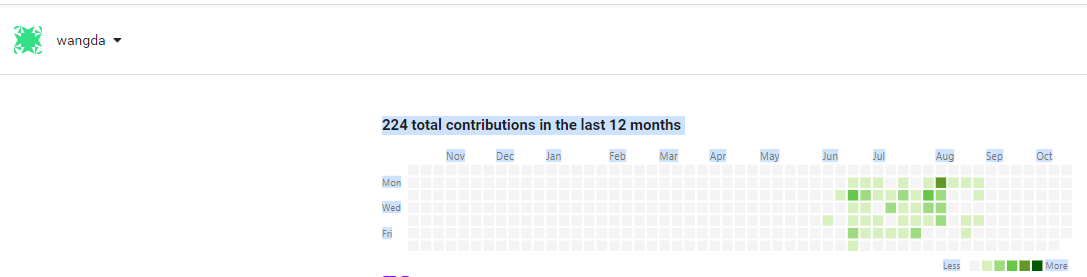 wangda
224 total contributions in the last 12 months
Nov Dec Jan Feb Mar Apr May Jun Jul Aug Sep Oct
Mon
Wed
Fri
Less More